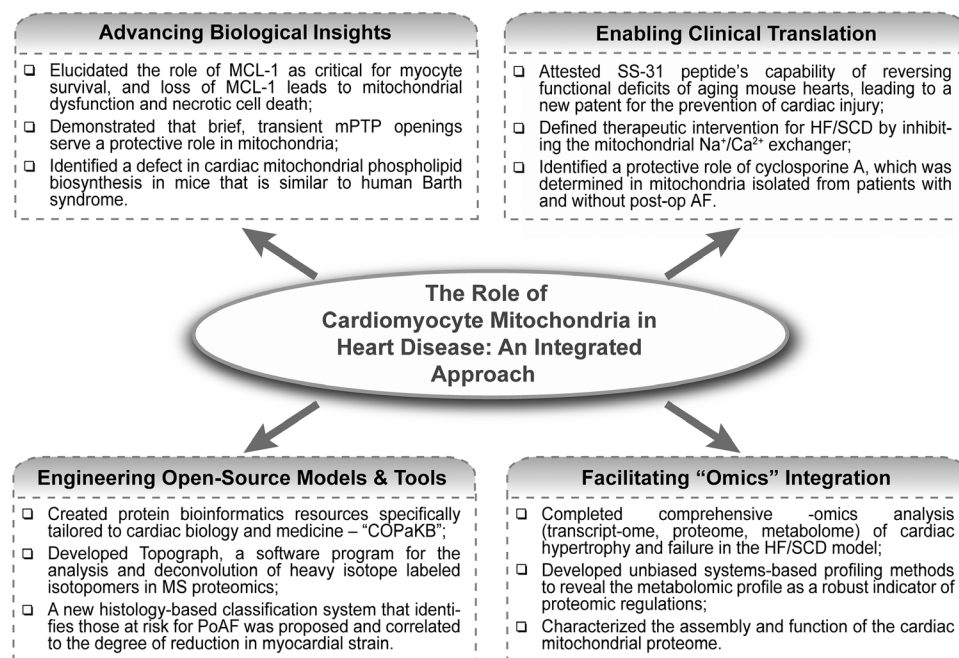 Advancing Biological Insights
❑ Elucidated the role of MCL-1 as critical for myocyte
survival, and loss of MCL-1 leads to mitochondrial
dysfunction and necrotic cell death;
❑ Demonstrated that brief, transient mPTP openings
serve a protective role in mitochondria;
❑ Identified a defect in cardiac mitochondrial phospholipid
biosynthesis in mice that is similar to human Barth
syndrome.
Enabling Clinical Translation
❑ Attested SS-31 peptide’s capability of reversing
functional deficits of aging mouse hearts, leading to a
new patent for the prevention of cardiac injury;
❑ Defined therapeutic intervention for HF/SCD by inhibit-
ing the mitochondrial Na⁺/Ca²⁺ exchanger;
❑ Identified a protective role of cyclosporine A, which was
determined in mitochondria isolated from patients with
and without post-op AF.
The Role of
Cardiomyocyte Mitochondria in
Heart Disease: An Integrated
Approach
Engineering Open-Source Models & Tools
❑ Created protein bioinformatics resources specifically
tailored to cardiac biology and medicine – “COPaKB”;
❑ Developed Topograph, a software program for the
analysis and deconvolution of heavy isotope labeled
isotopomers in MS proteomics;
❑ A new histology-based classification system that identi-
fies those at risk for PoAF was proposed and correlated
to the degree of reduction in myocardial strain.
Facilitating “Omics” Integration
❑ Completed comprehensive -omics analysis
(transcript-ome, proteome, metabolome) of cardiac
hypertrophy and failure in the HF/SCD model;
❑ Developed unbiased systems-based profiling methods
to reveal the metabolomic profile as a robust indicator of
proteomic regulations;
❑ Characterized the assembly and function of the cardiac
mitochondrial proteome.